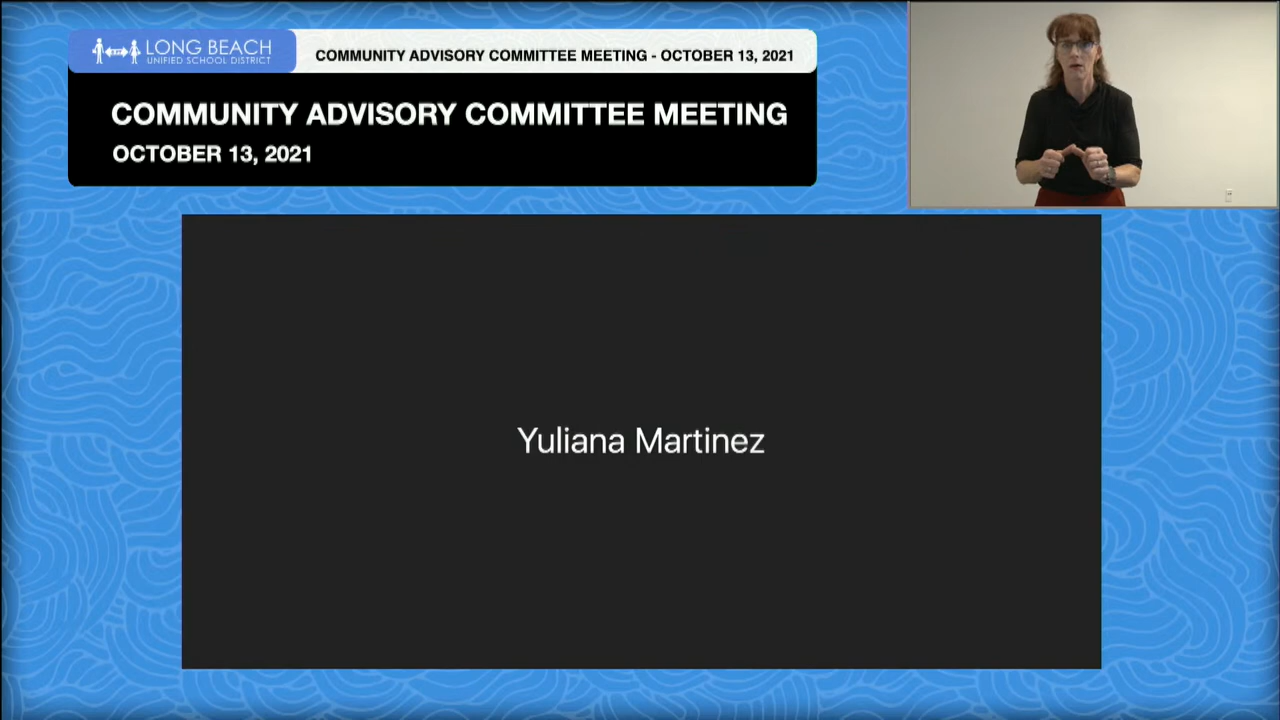 LONG BEACH
UNIFIED SCHOOL DISTRICT
COMMUNITY ADVISORY COMMITTEE MEETING - OCTOBER 13, 2021
COMMUNITY ADVISORY COMMITTEE MEETING
OCTOBER 13, 2021
Yuliana Martinez